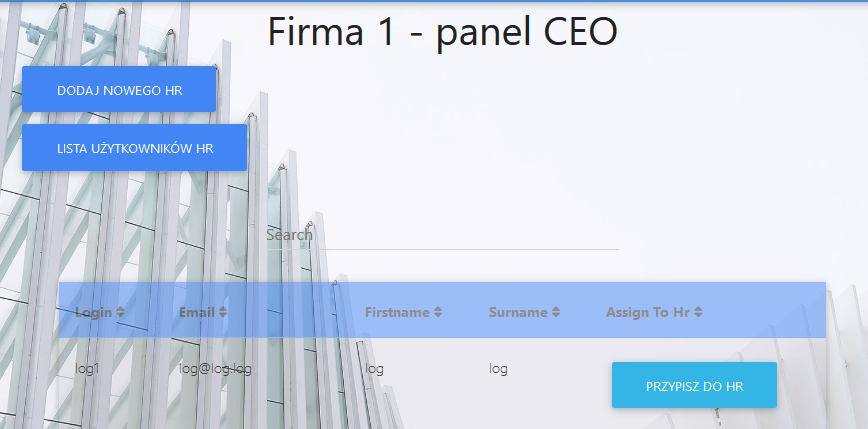 Firma 1 - panel CEO
DODAJ NOWEGO HR
LISTA UŻYTKOWNIKÓW HR
Search
Login Email Firstname Surname Assign To Hr
log1 log@log.log log log PRZYPISZ DO HR